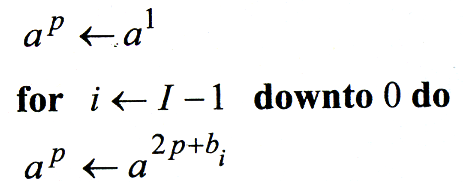 a^p ← a^1
for i ← I − 1 downto 0 do
a^p ← a^{2p+b_i}